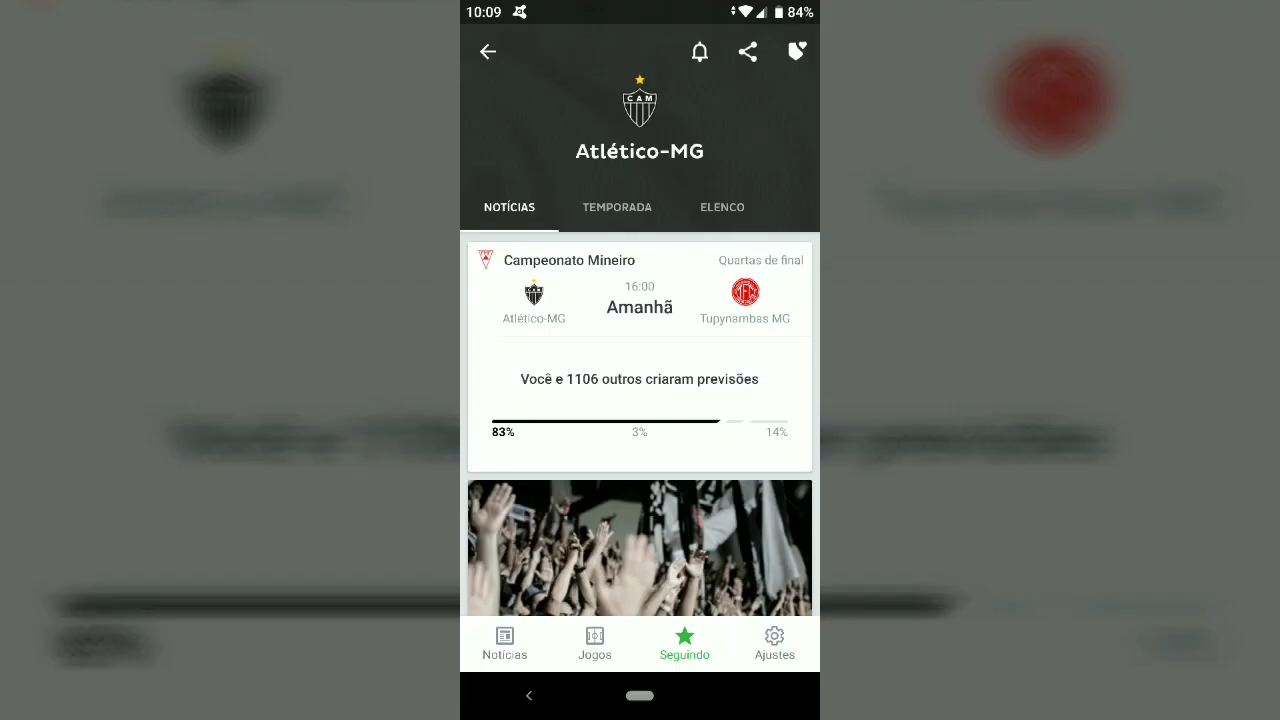 10:09
84%
CAM
Atlético-MG
NOTÍCIAS TEMPORADA ELENCO
Campeonato Mineiro Quartas de final
16:00
Amanhã
Atlético-MG Tupynambas MG
Você e 1106 outros criaram previsões
83% 3% 14%
Notícias Jogos Seguindo Ajustes